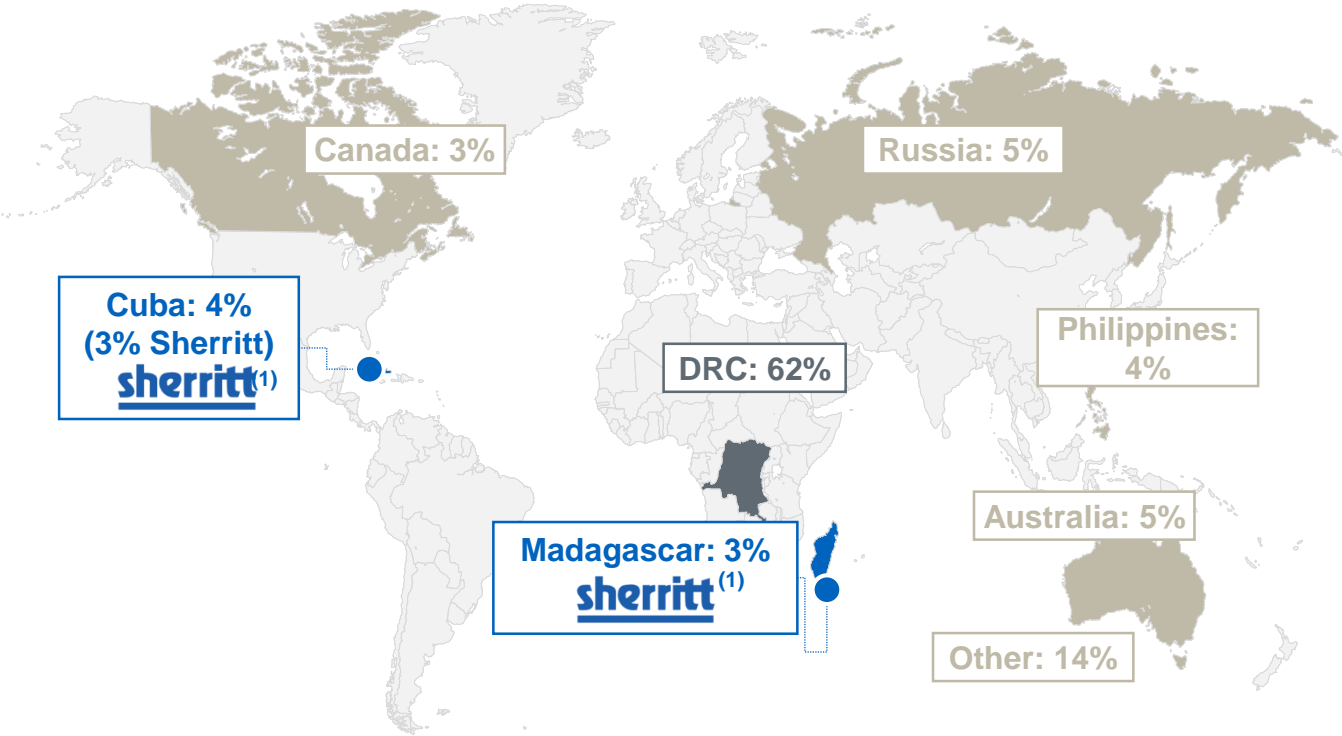 Canada: 3%
Russia: 5%
Cuba: 4%
(3% Sherritt)
sherritt(1)
Philippines:
4%
DRC: 62%
Australia: 5%
Madagascar: 3%
sherritt (1)
Other: 14%